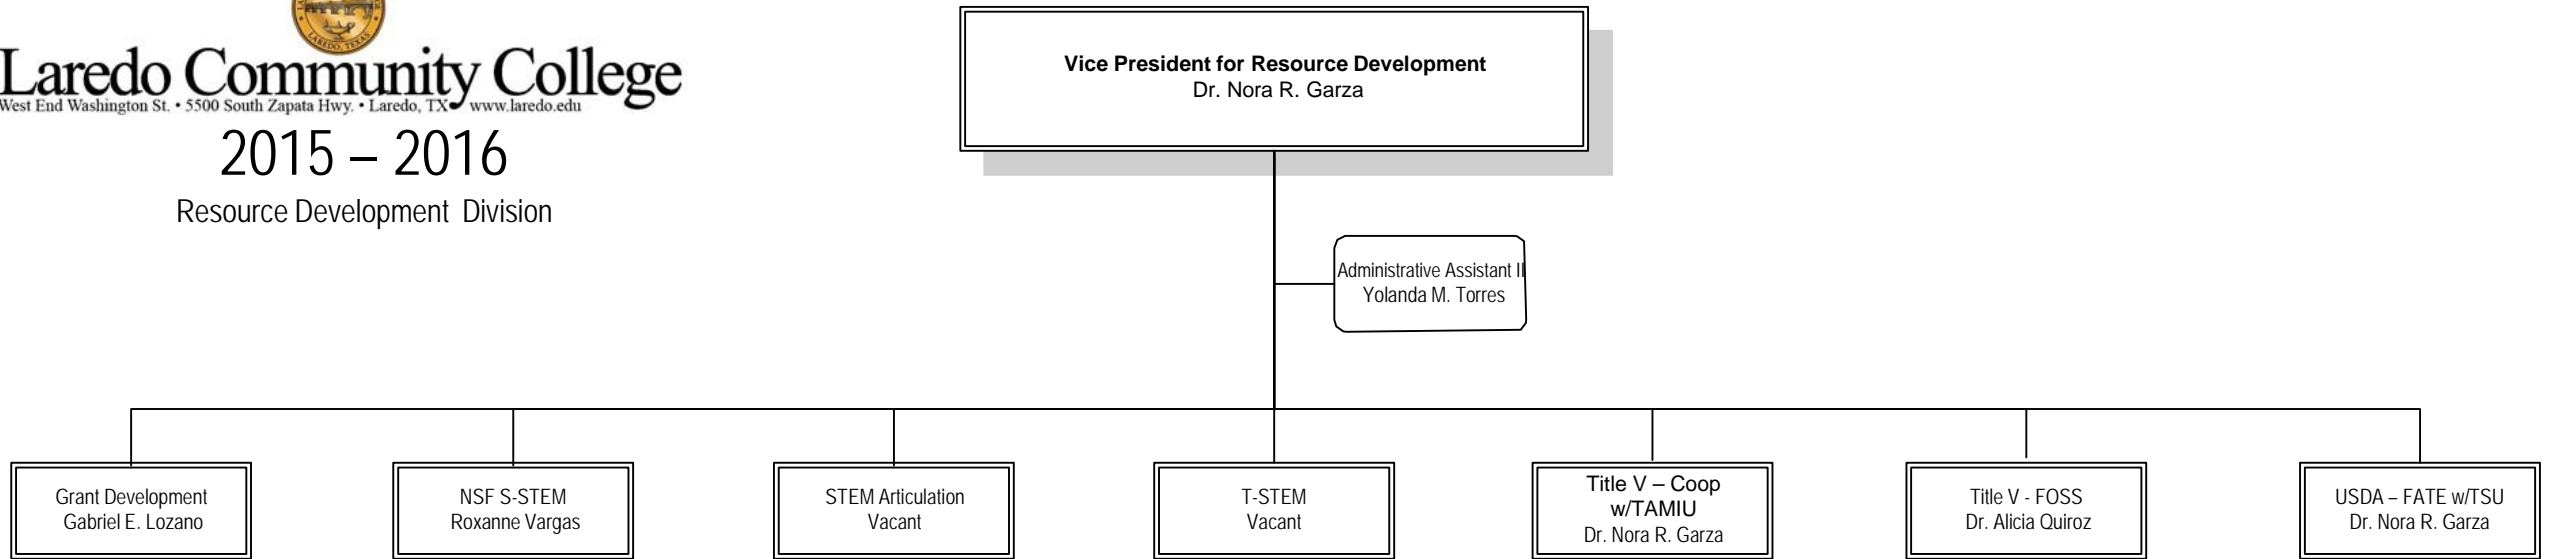 LAREDO, TEXAS
Laredo Community College
West End Washington St. • 5500 South Zapata Hwy. • Laredo, TX • www.laredo.edu
2015 – 2016
Resource Development Division
Vice President for Resource Development
Dr. Nora R. Garza
Administrative Assistant II
Yolanda M. Torres
Grant Development
Gabriel E. Lozano
NSF S-STEM
Roxanne Vargas
STEM Articulation
Vacant
T-STEM
Vacant
Title V – Coop
w/TAMIU
Dr. Nora R. Garza
Title V - FOSS
Dr. Alicia Quiroz
USDA – FATE w/TSU
Dr. Nora R. Garza